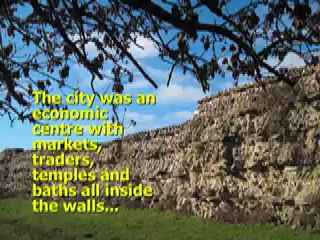 The city was an
economic
centre with
markets,
traders,
temples and
baths all inside
the walls...